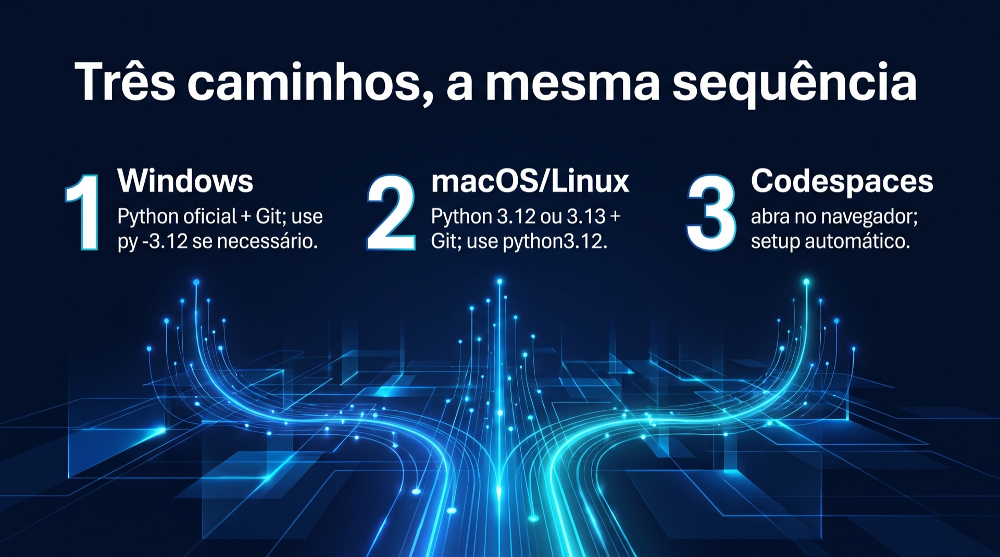 Três caminhos, a mesma sequência
1
Windows
Python oficial + Git; use
py -3.12 se necessário.
2
macOS/Linux
Python 3.12 ou 3.13 +
Git; use python3.12.
3
Codespaces
abra no navegador;
setup automático.